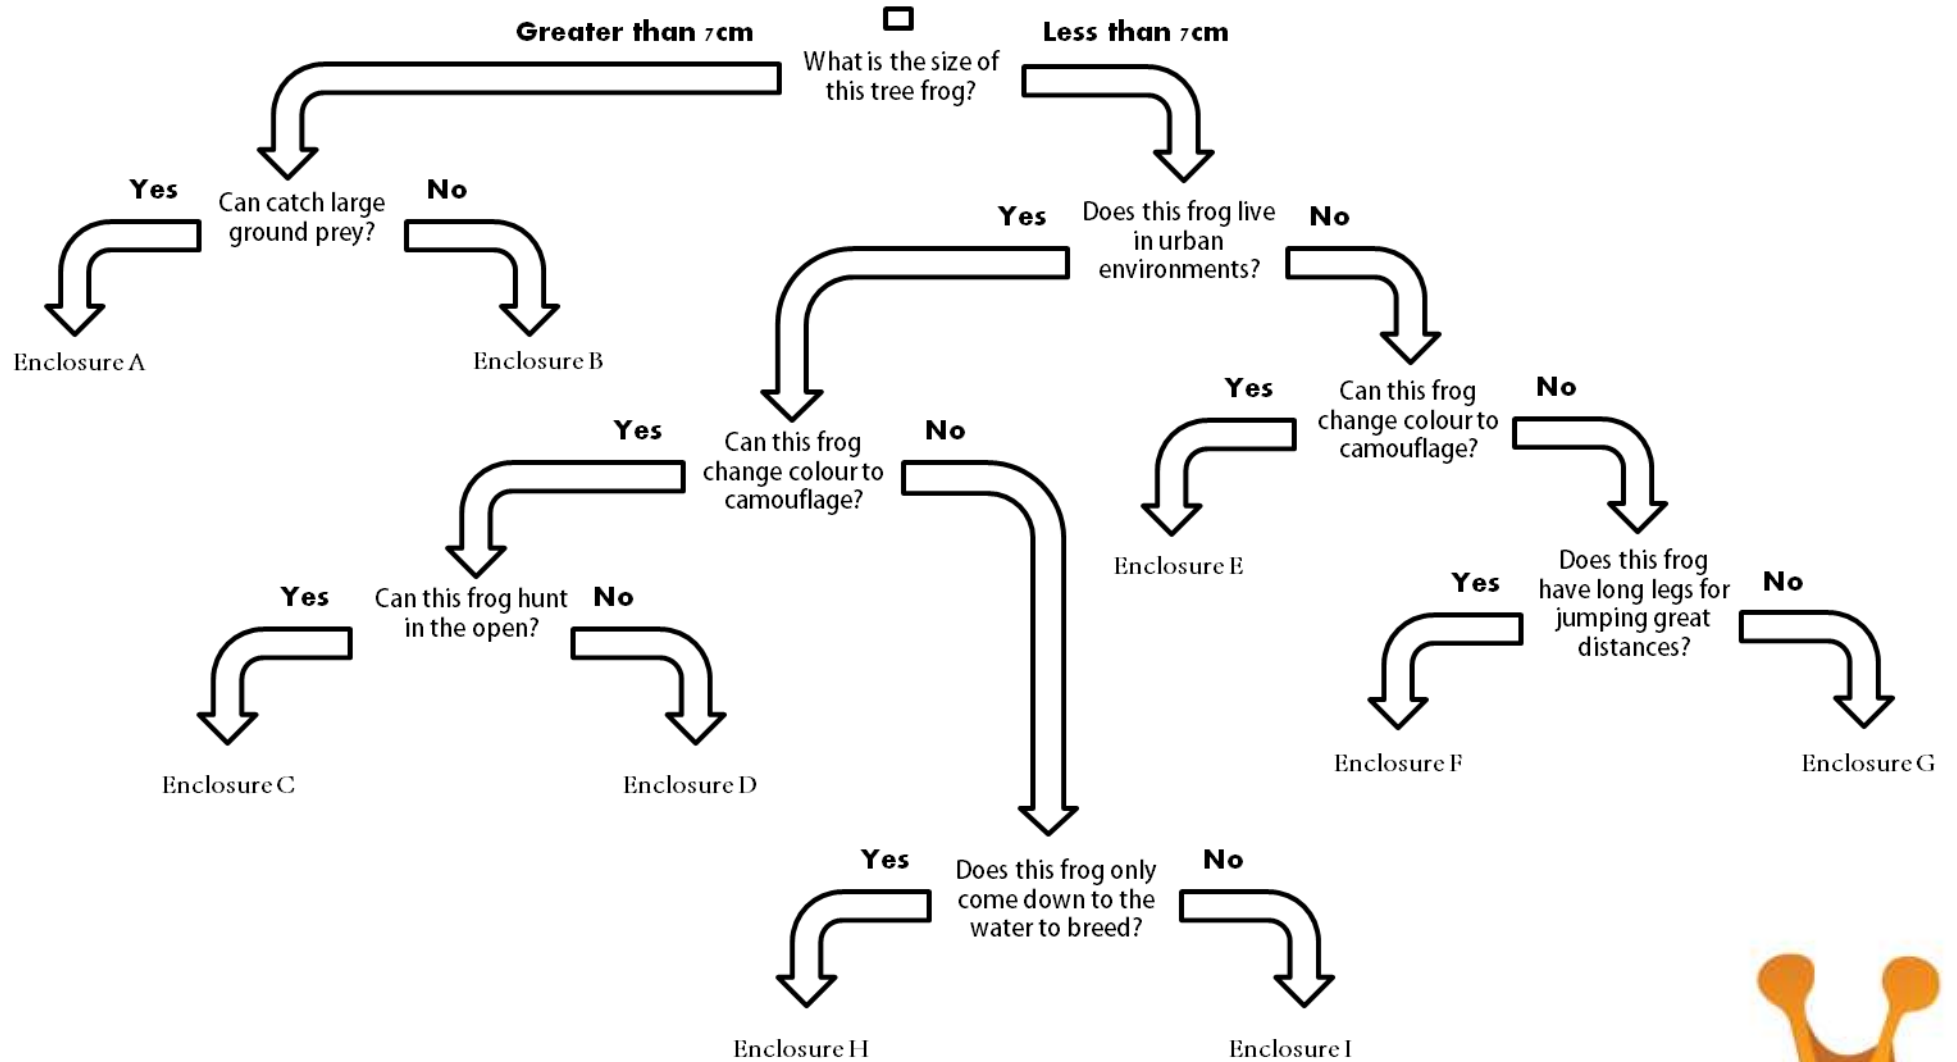 Greater than 7cm
Less than 7cm
What is the size of
this tree frog?
Yes
Can catch large
ground prey?
No
Yes
Does this frog live
in urban
environments?
No
Enclosure A
Enclosure B
Yes
Can this frog
change colour to
camouflage?
No
Yes
Can this frog
change colour to
camouflage?
No
Enclosure E
Yes
Can this frog hunt
in the open?
No
Yes
Does this frog
have long legs for
jumping great
distances?
No
Enclosure C
Enclosure D
Enclosure F
Enclosure G
Yes
Does this frog only
come down to the
water to breed?
No
Enclosure H
Enclosure I